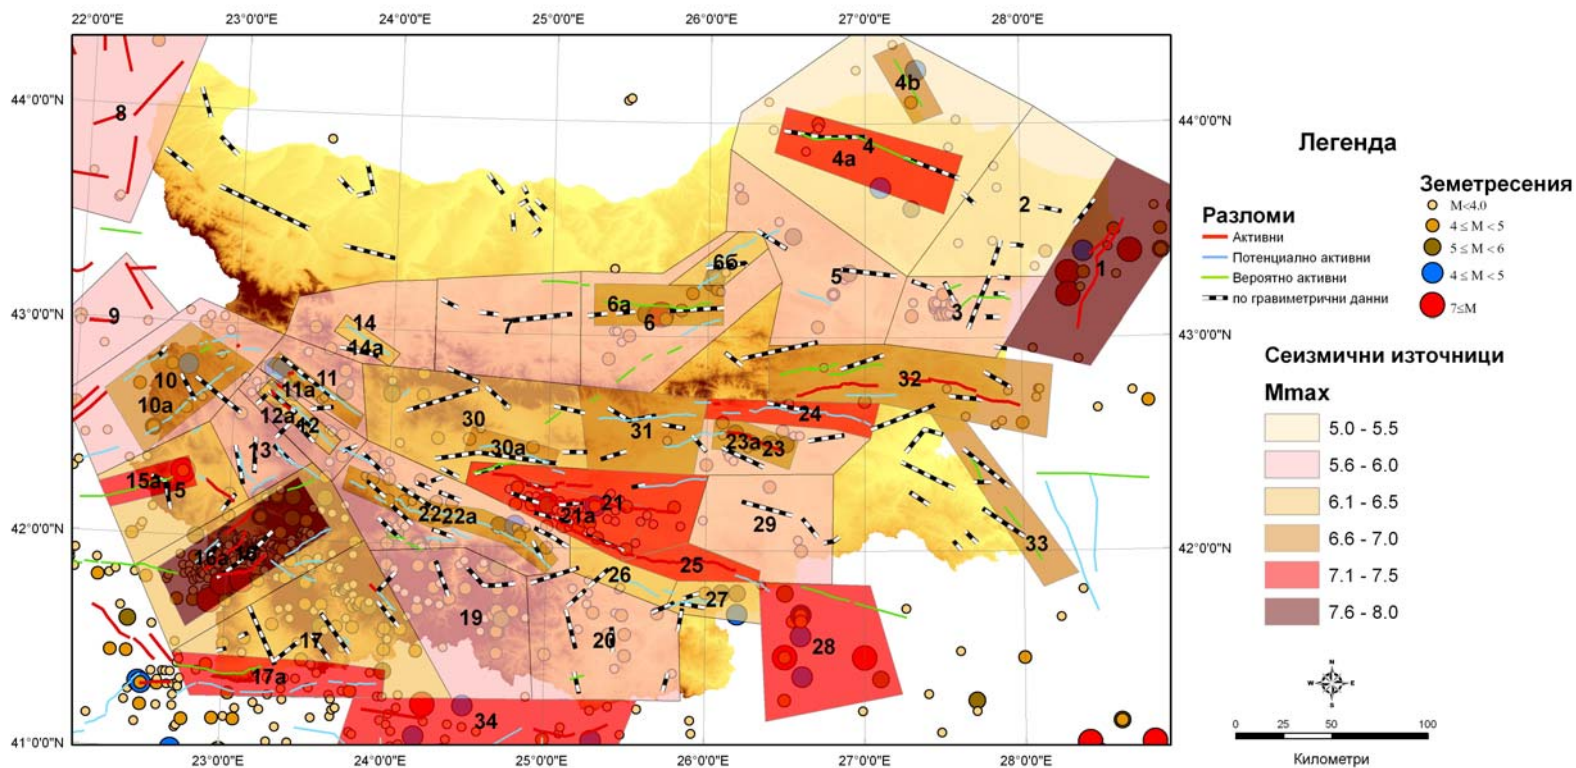 22°0'0"E 23°0'0"E 24°0'0"E 25°0'0"E 26°0'0"E 27°0'0"E 28°0'0"E
44°0'0"N
44°0'0"N
43°0'0"N
43°0'0"N
42°0'0"N
42°0'0"N
41°0'0"N
41°0'0"N
23°0'0"E 24°0'0"E 25°0'0"E 26°0'0"E 27°0'0"E 28°0'0"E
4b
8
4
4a
2
6б
1
5
6а
3
6
7
9
14
14a
10
11
11a
10a
32
12a
12
24
30
31
23a
23
30a
13
15a
15
21
21a
22
22a
29
33
16a
25
26
27
19
20
17
28
17a
34
Легенда
Разломи
Активни
Потенциално активни
Вероятно активни
по гравиметрични данни
Земетресения
M<4.0
4 ≤ M < 5
5 ≤ M < 6
4 ≤ M < 5
7≤M
Сеизмични източници
Mmax
5.0 - 5.5
5.6 - 6.0
6.1 - 6.5
6.6 - 7.0
7.1 - 7.5
7.6 - 8.0
N
W E
S
0 50 100
Километри